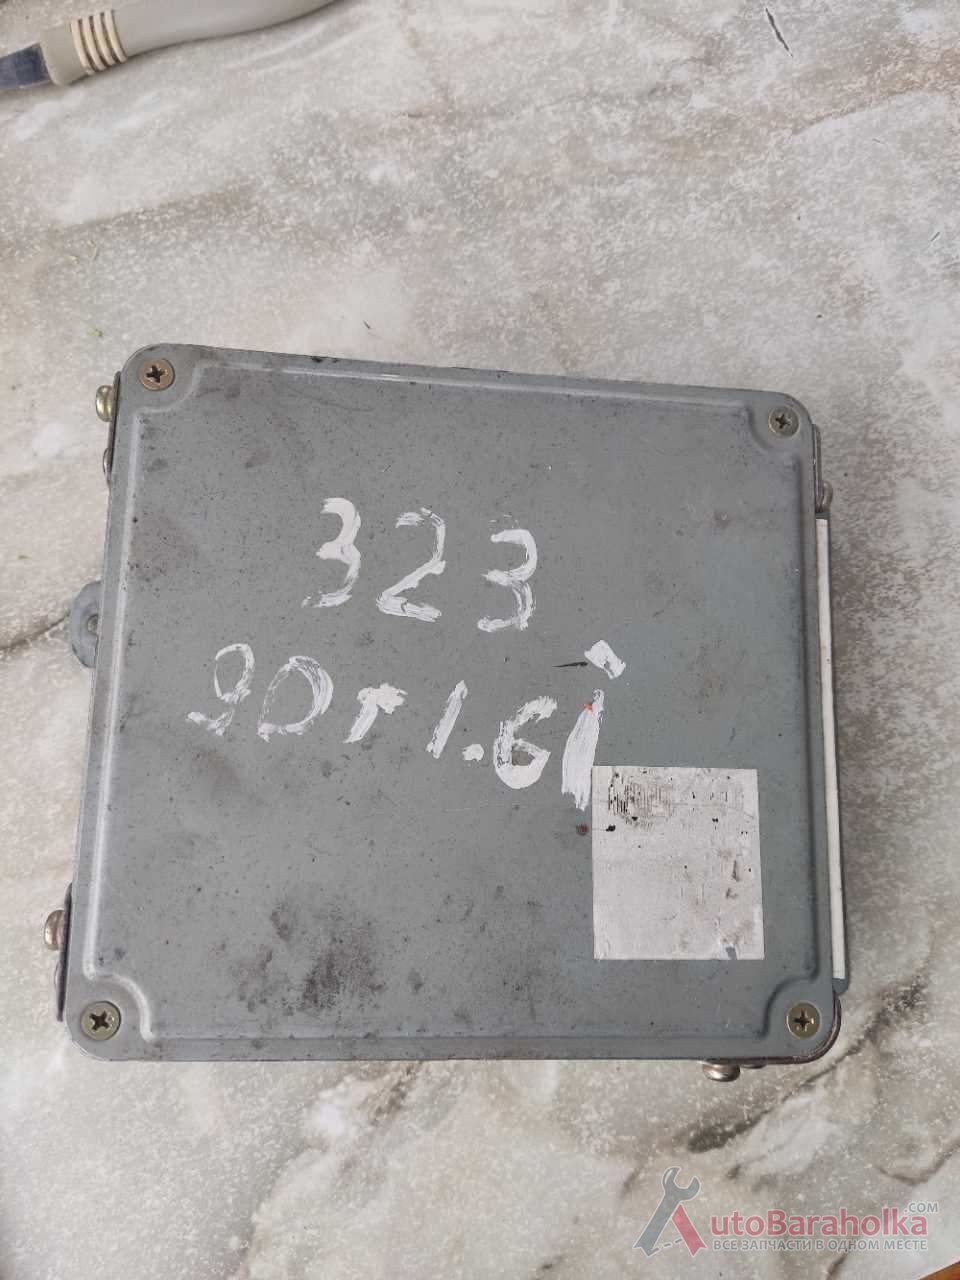 323
90г 1.6i
AutoBaraholka.com
ВСЕ ЗАПЧАСТИ В ОДНОМ МЕСТЕ